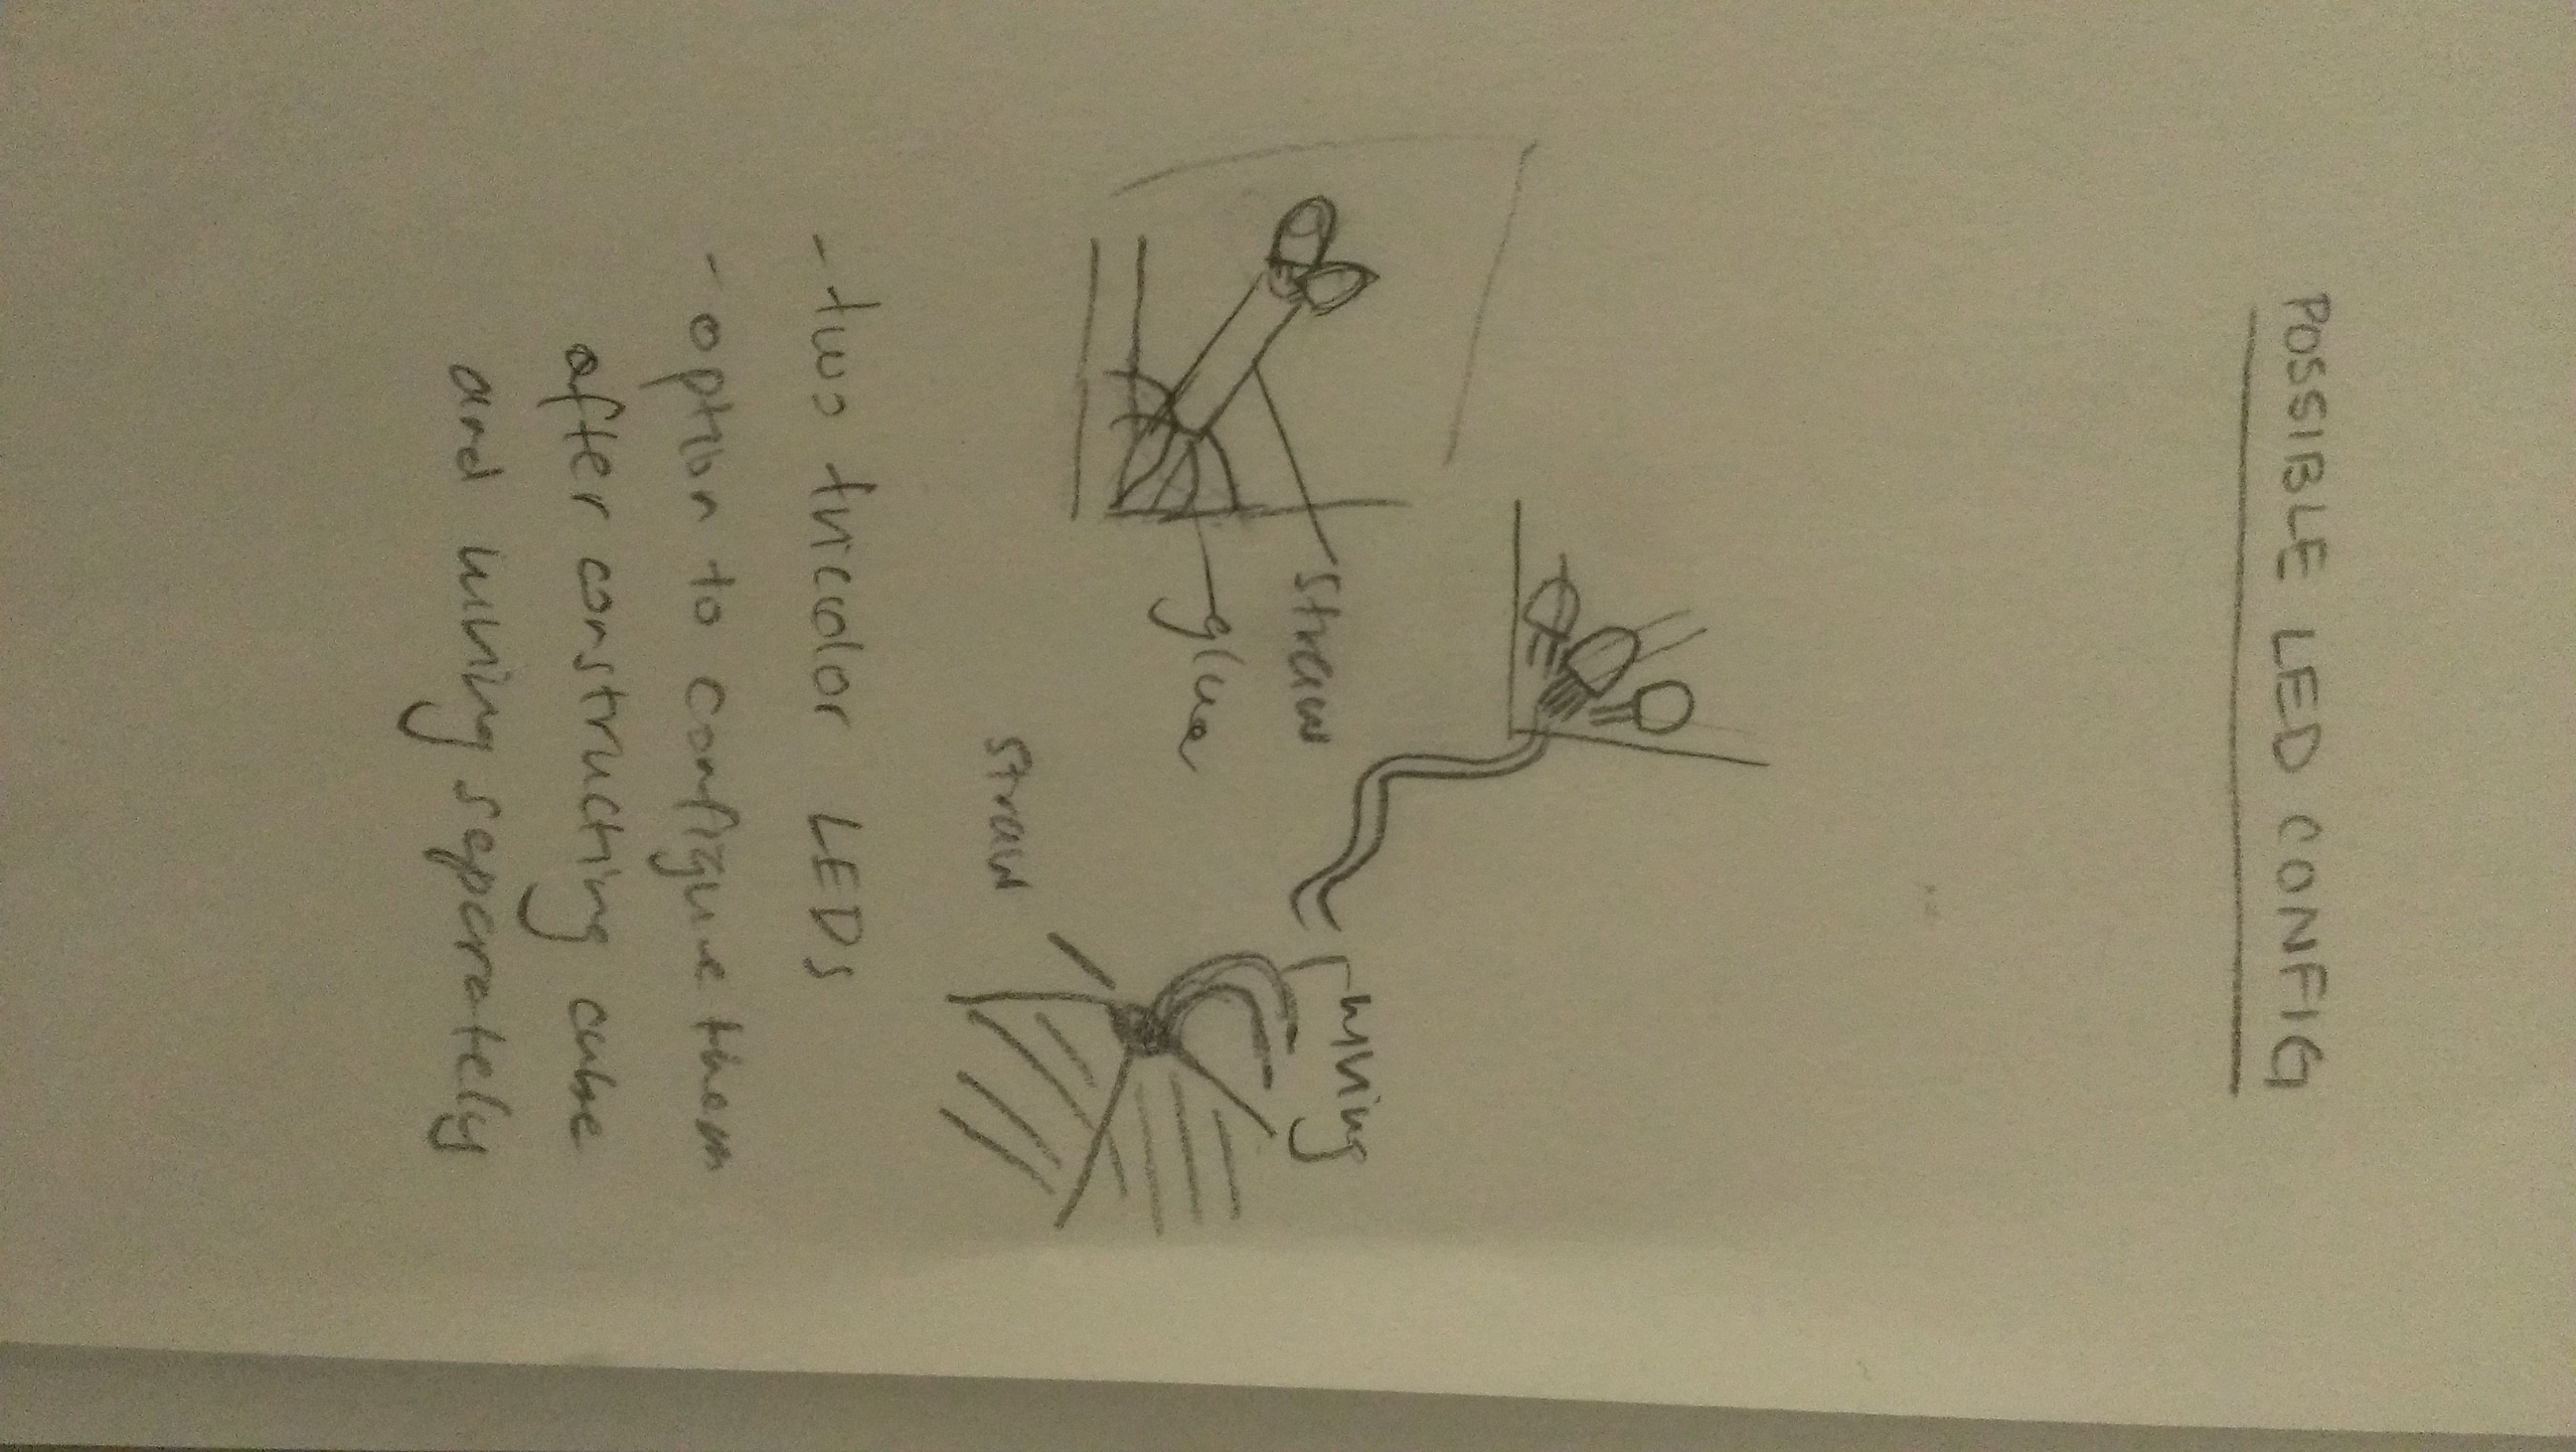 POSSIBLE LED CONFIG
straw
glue
wiring
straw
- two tricolor LEDs
- option to configure them
after constructing cube
and wiring separately